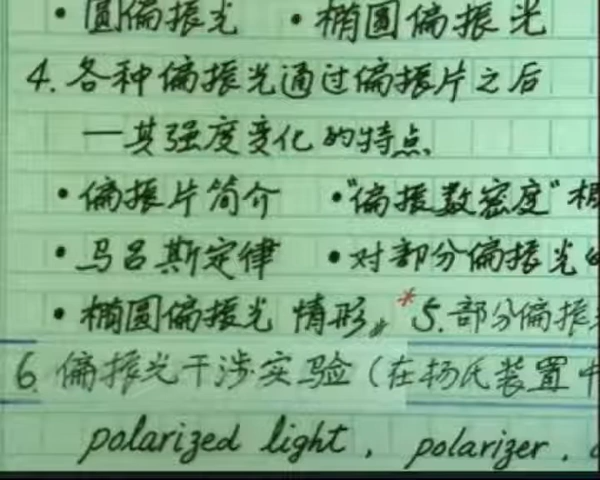 ·圆偏振光 ·椭圆偏振光
4.各种偏振光通过偏振片之后
—其强度变化的特点
·偏振片简介 ·"偏振数密度"
·马吕斯定律 ·对部分偏振光
·椭圆偏振光情形 *5.部分偏振
6.偏振光干涉实验(在杨氏装置中
polarized light, polarizer,